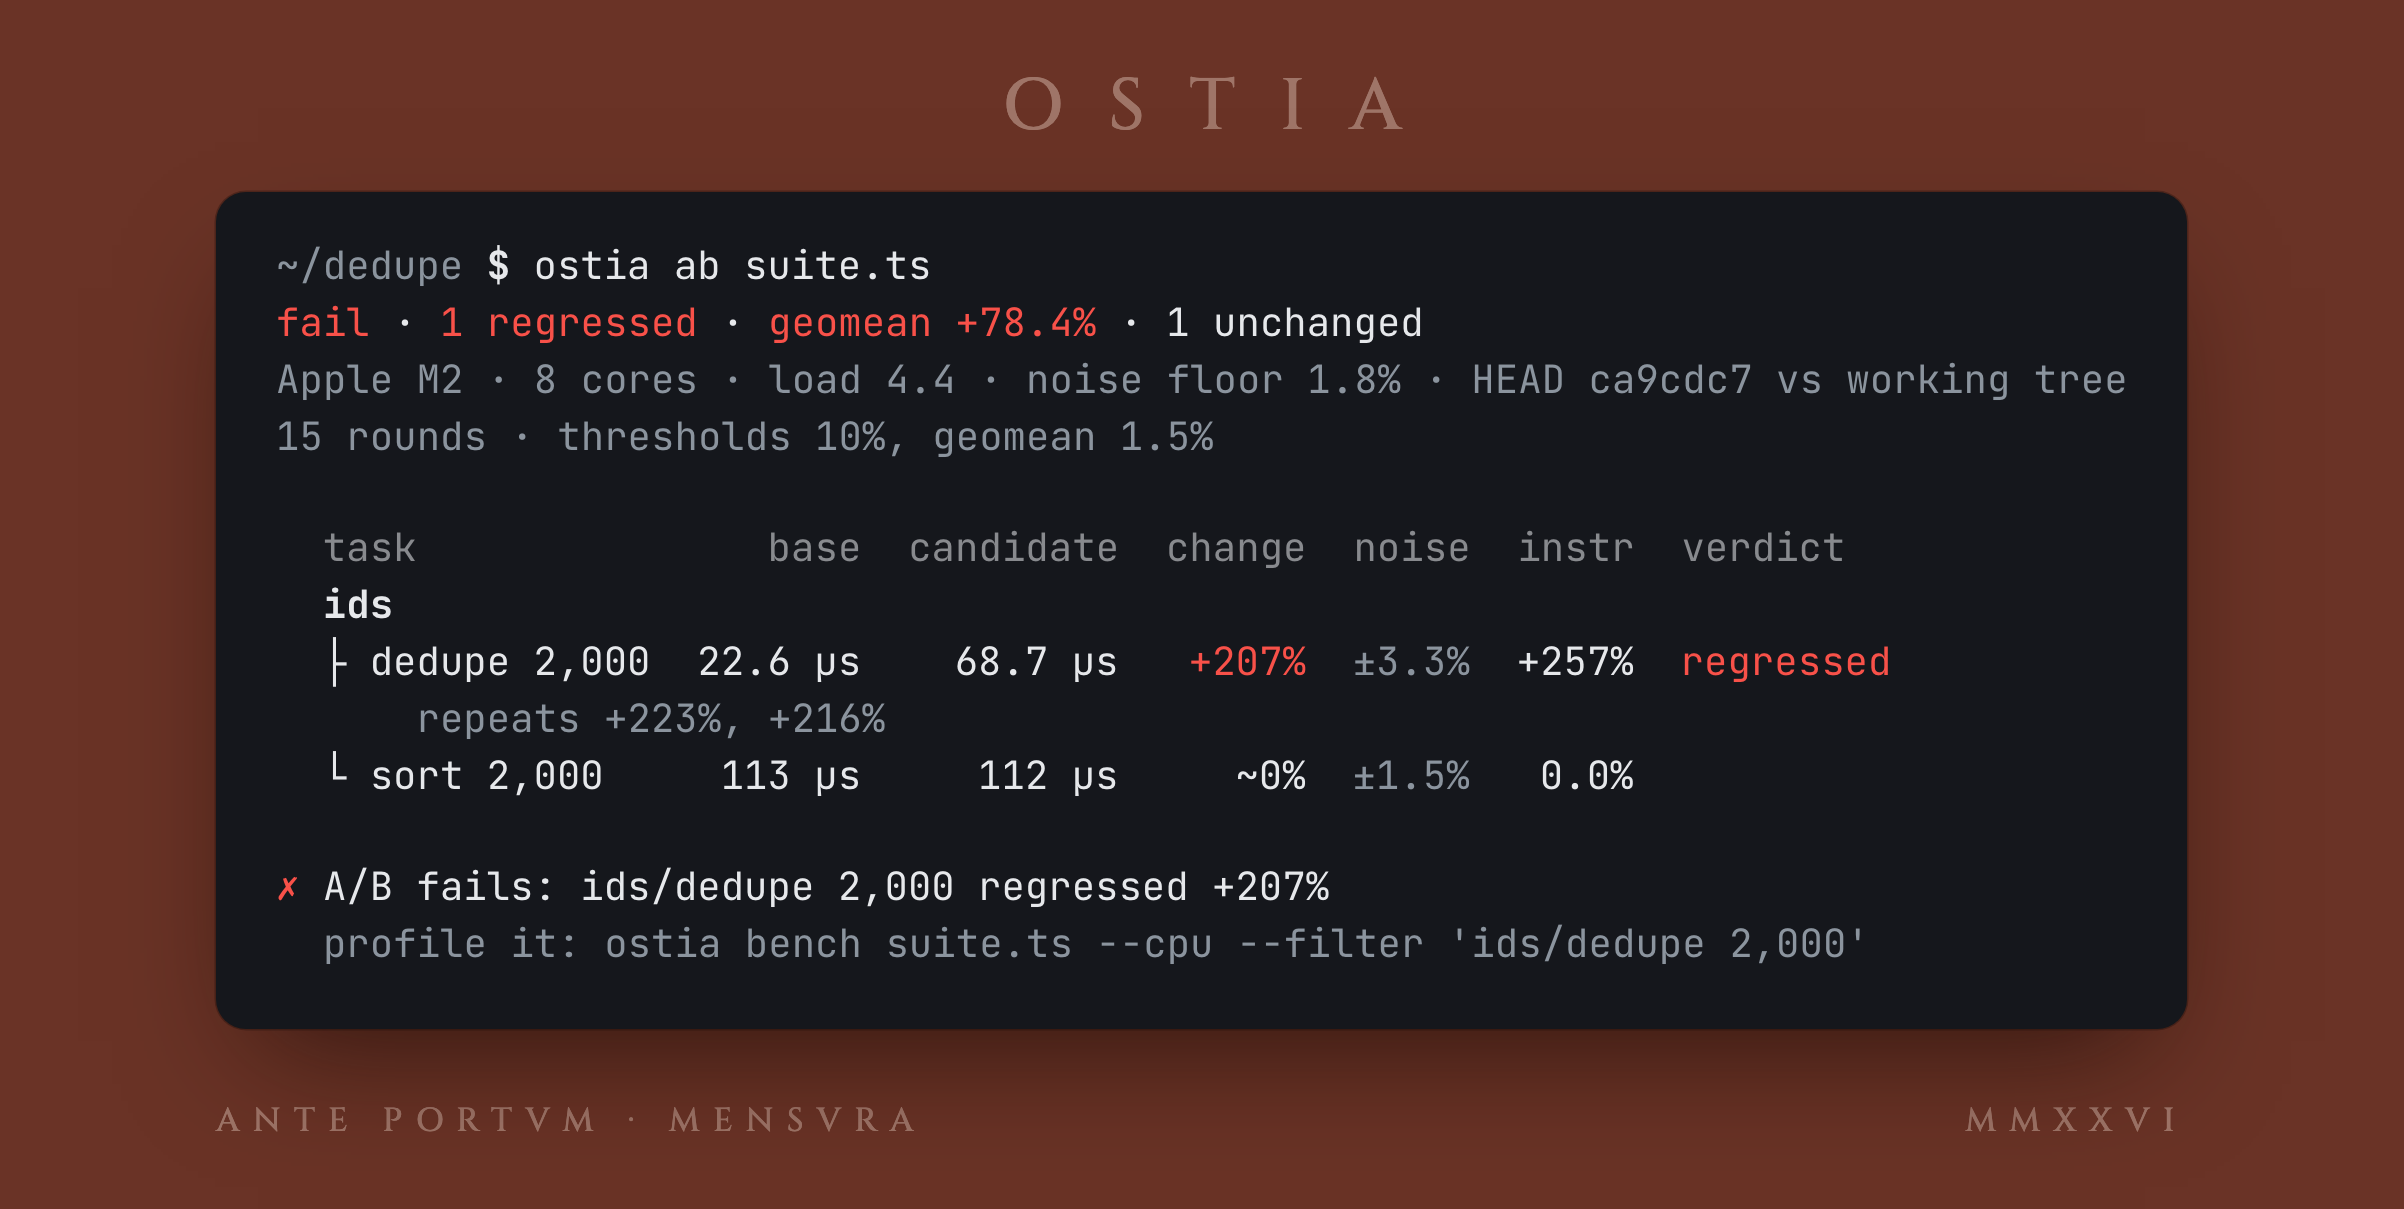 OSTIA
~/dedupe $ ostia ab suite.ts
fail · 1 regressed · geomean +78.4% · 1 unchanged
Apple M2 · 8 cores · load 4.4 · noise floor 1.8% · HEAD ca9cdc7 vs working tree
15 rounds · thresholds 10%, geomean 1.5%
task base candidate change noise instr verdict
ids
├ dedupe 2,000 22.6 µs 68.7 µs +207% ±3.3% +257% regressed
repeats +223%, +216%
└ sort 2,000 113 µs 112 µs ~0% ±1.5% 0.0%
✗ A/B fails: ids/dedupe 2,000 regressed +207%
profile it: ostia bench suite.ts --cpu --filter 'ids/dedupe 2,000'
ANTE PORTVM · MENSVRA MMXXVI